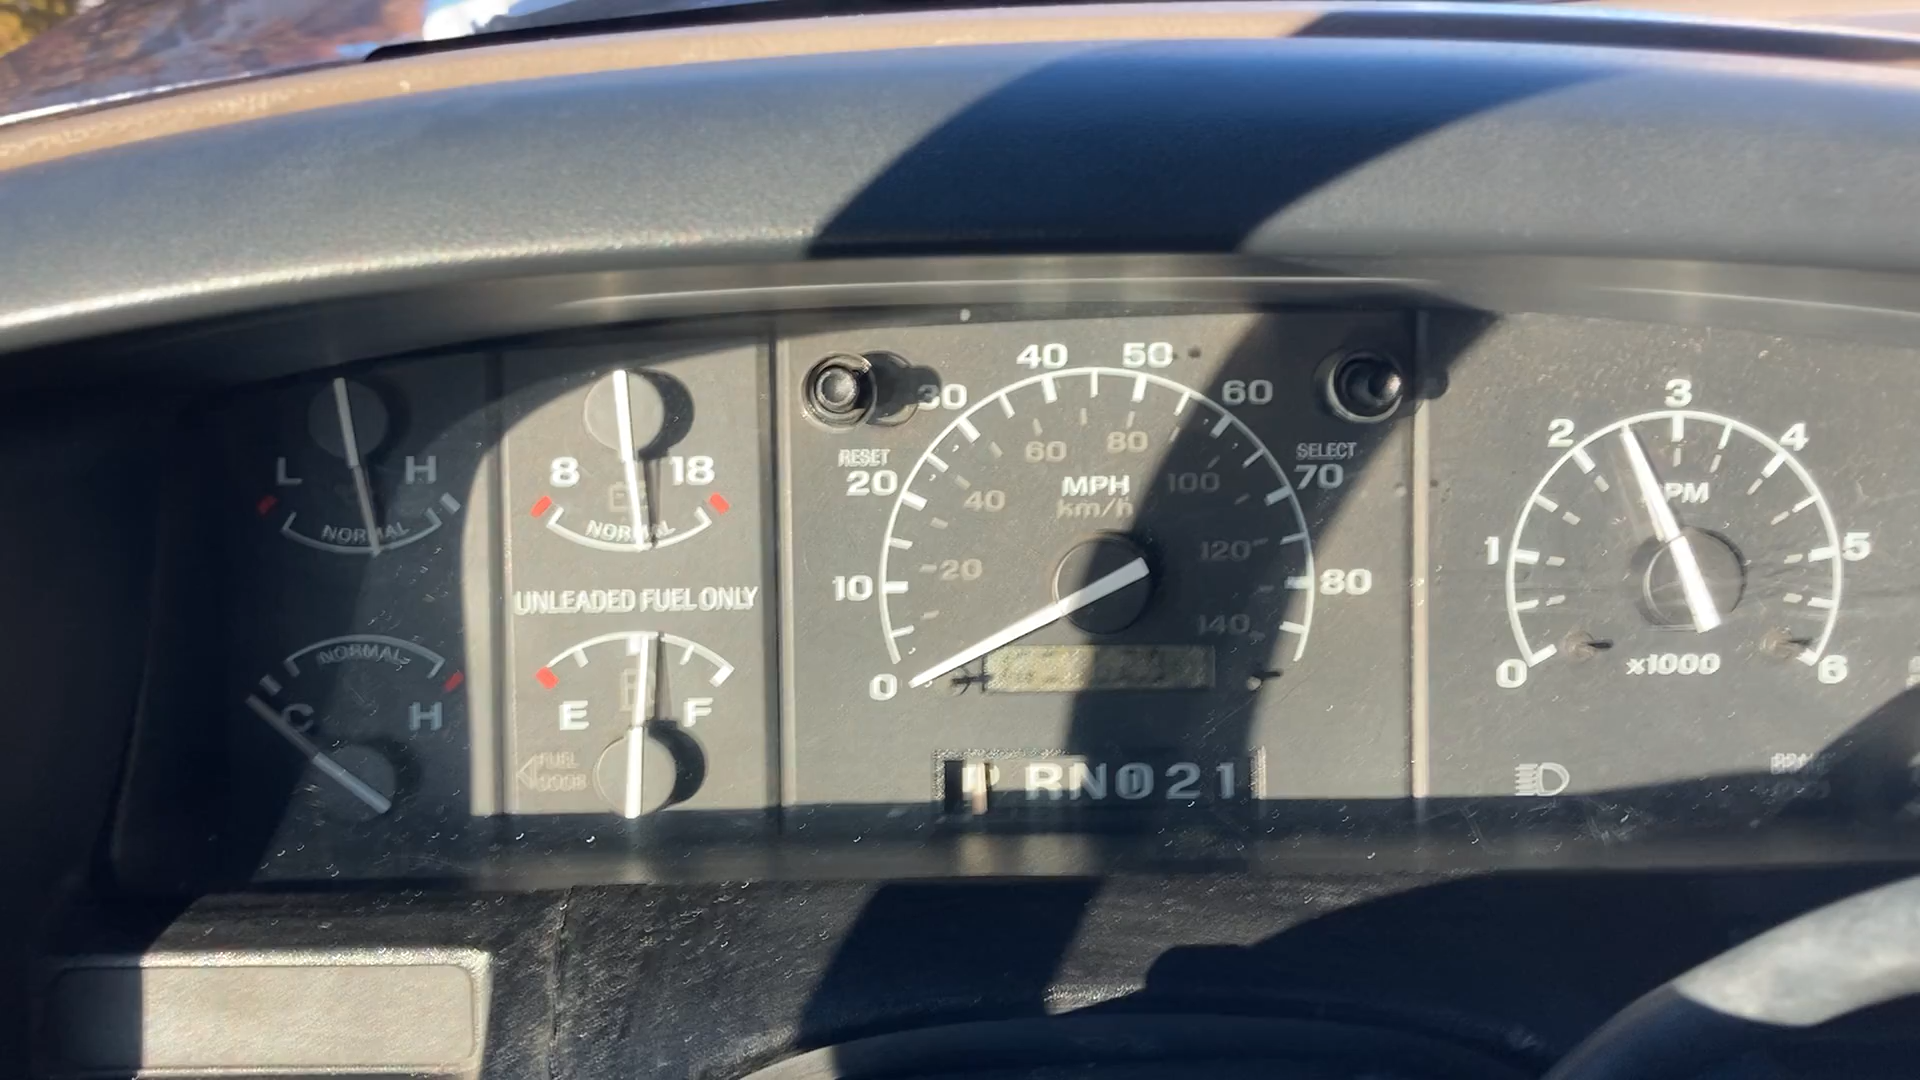 L H
NORMAL
8 18
NORMAL
UNLEADED FUEL ONLY
NORMAL
C H
E F
FUEL
DOOR
RESET
SELECT
0 10 20 30 40 50 60 70 80
20 40 60 80 100 120 140
MPH
km/h
P RN 21
0 1 2 3 4 5 6
RPM
x1000